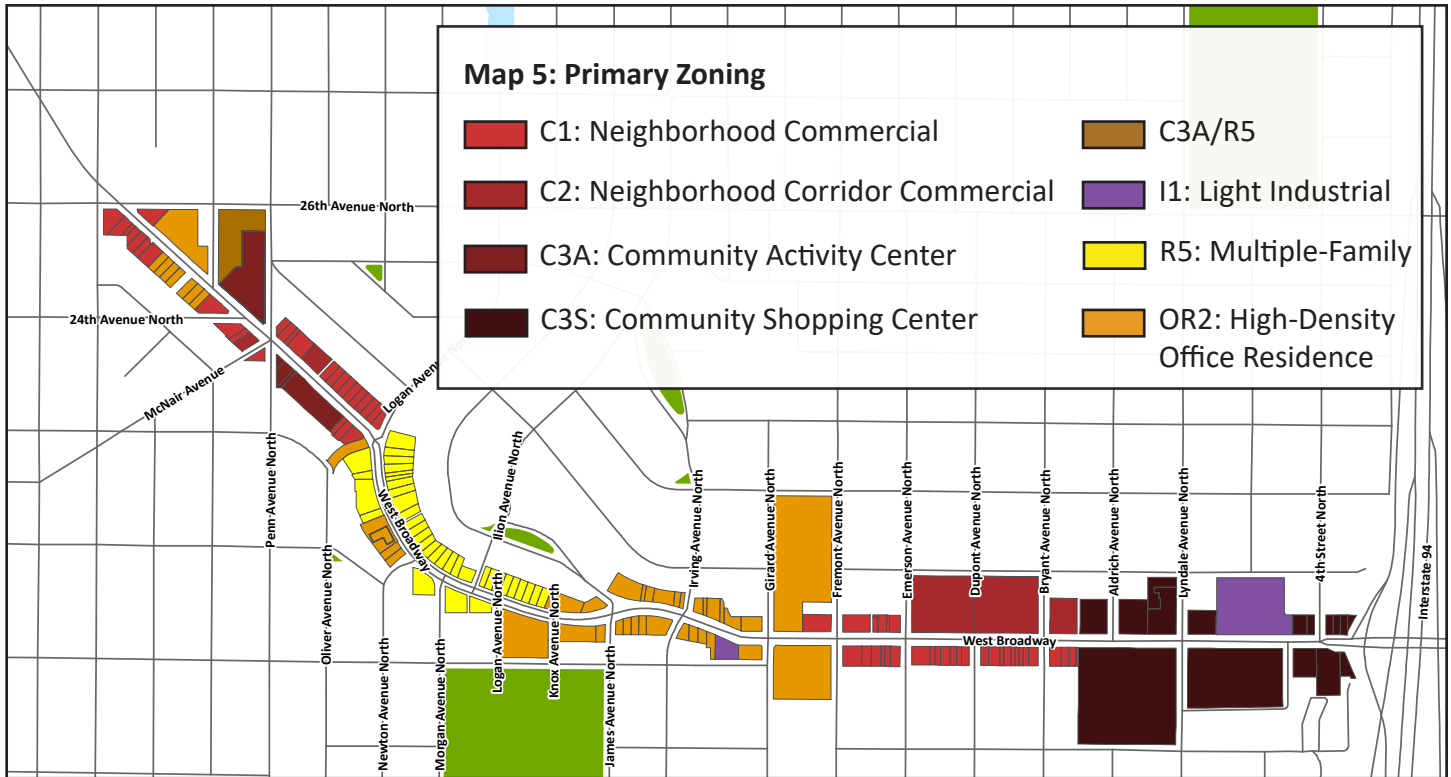 Map 5: Primary Zoning
C1: Neighborhood Commercial
C2: Neighborhood Corridor Commercial
C3A: Community Activity Center
C3S: Community Shopping Center
C3A/R5
I1: Light Industrial
R5: Multiple-Family
OR2: High-Density
Office Residence
26th Avenue North
24th Avenue North
McNair Avenue
Logan Avenue No
Penn Avenue North
West Broadway
Ilion Avenue North
Oliver Avenue North
Newton Avenue North
Morgan Avenue North
Logan Avenue North
Knox Avenue North
James Avenue North
Irving Avenue North
Girard Avenue North
Fremont Avenue North
Emerson Avenue North
Dupont Avenue North
Bryant Avenue North
Aldrich Avenue North
Lyndale Avenue North
4th Street North
Interstate 94
West Broadway